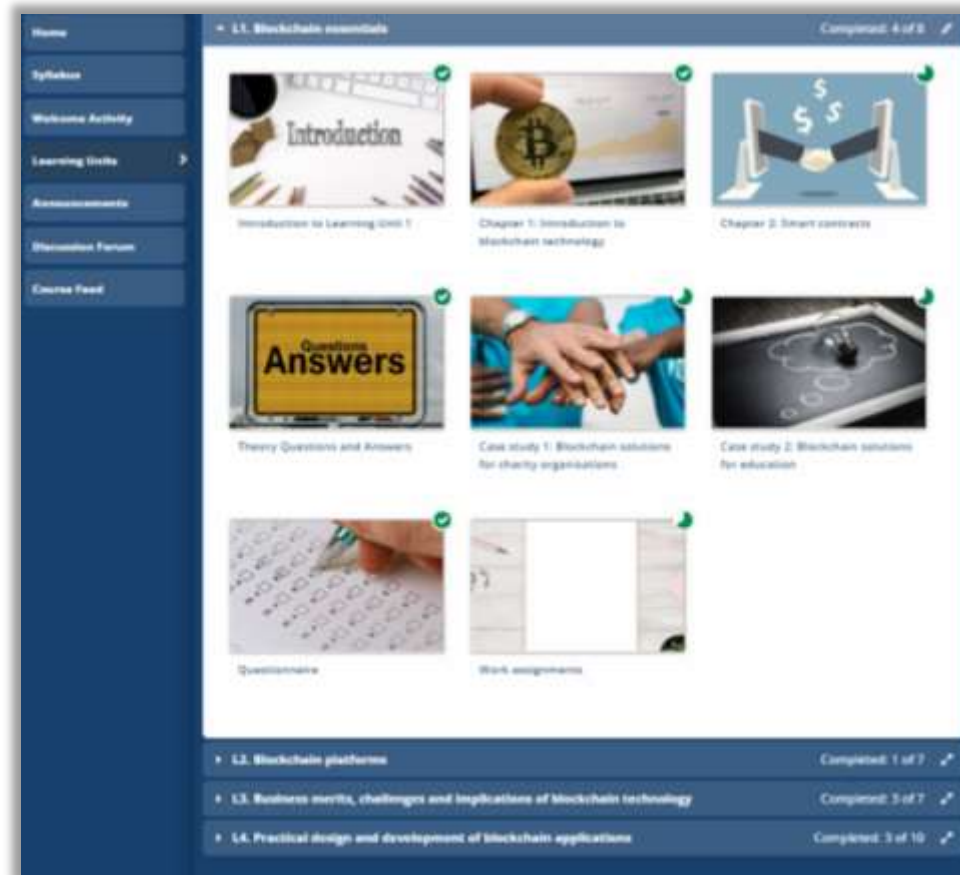 Home
Syllabus
Welcome Activity
Learning Units
Announcements
Discussion Forum
Course Feed
L1. Blockchain essentials
Completed: 4 of 8
Introduction
Introduction to Learning Unit 1
Chapter 1: Introduction to
blockchain technology
$
$ $
Chapter 2: Smart contracts
Questions
Answers
Theory Questions and Answers
Case study 1: Blockchain solutions
for charity organisations
Case study 2: Blockchain solutions
for education
Questionnaire
Work assignments
L2. Blockchain platforms
Completed: 1 of 7
L3. Business merits, challenges and implications of blockchain technology
Completed: 3 of 7
L4. Practical design and development of blockchain applications
Completed: 3 of 10